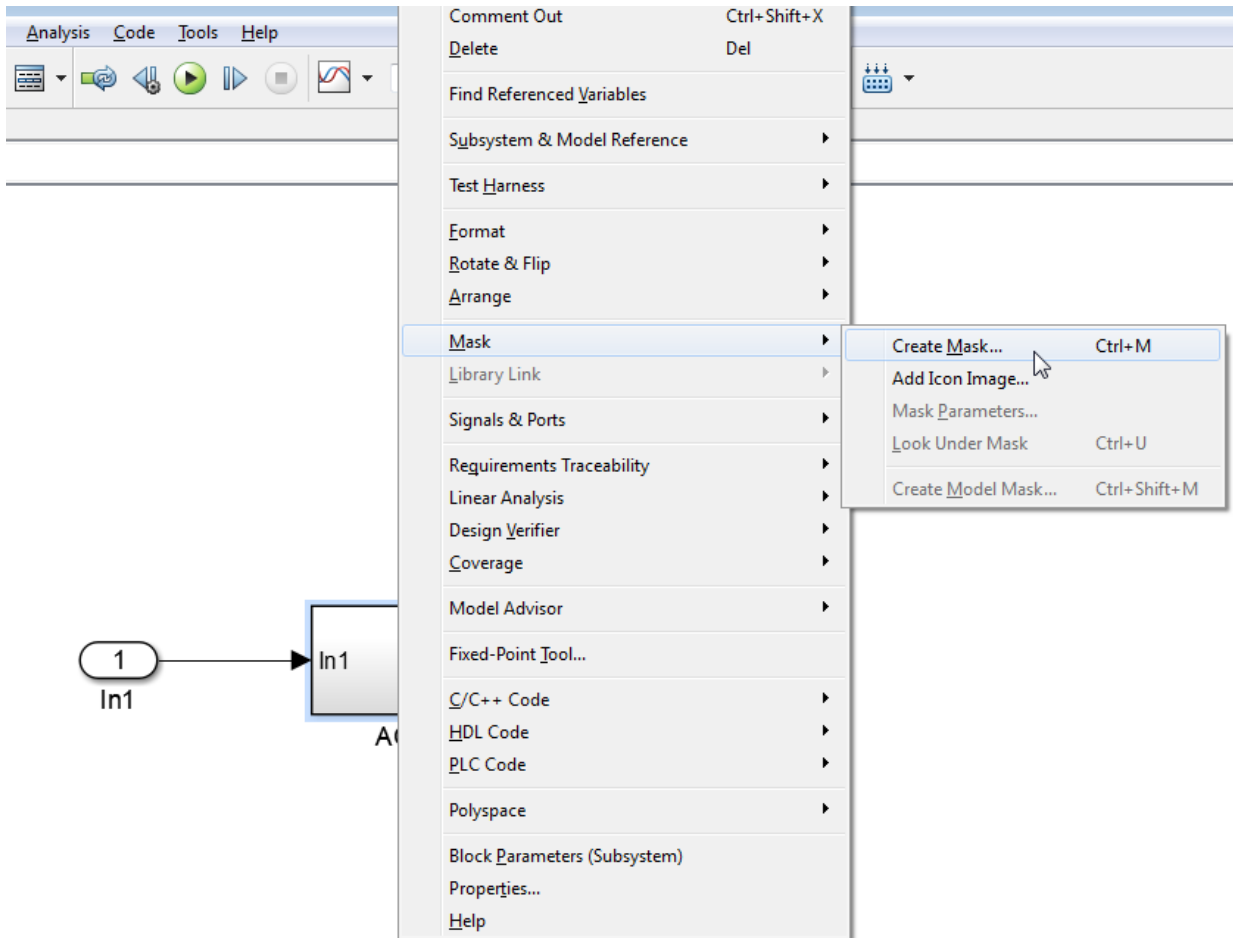 Analysis Code Tools Help
Comment Out Ctrl+Shift+X
Delete Del
Find Referenced Variables
Subsystem & Model Reference
Test Harness
Format
Rotate & Flip
Arrange
Mask
Library Link
Signals & Ports
Requirements Traceability
Linear Analysis
Design Verifier
Coverage
Model Advisor
Fixed-Point Tool...
C/C++ Code
HDL Code
PLC Code
Polyspace
Block Parameters (Subsystem)
Properties...
Help
Create Mask... Ctrl+M
Add Icon Image...
Mask Parameters...
Look Under Mask Ctrl+U
Create Model Mask... Ctrl+Shift+M
1
In1
In1